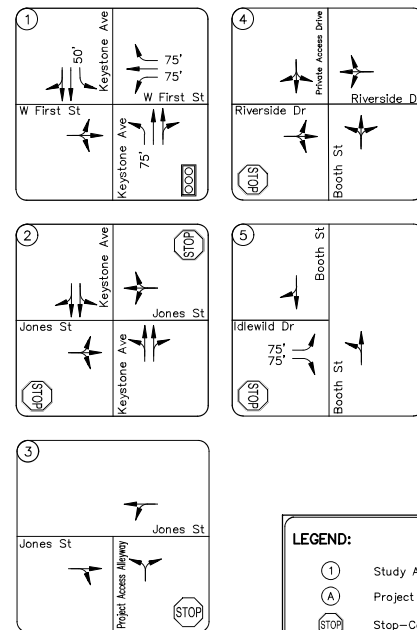 1
50'
Keystone Ave
75'
75'
W First St
W First St
Keystone Ave
75'
4
Private Access Drive
Riverside D
Riverside Dr
STOP
Booth St
2
Keystone Ave
STOP
Jones St
Jones St
STOP
Keystone Ave
5
Booth St
Idlewild Dr
75'
75'
STOP
Booth St
3
Jones St
Jones St
Project Access Alleyway
STOP
LEGEND:
1 Study A
A Project
STOP Stop-Co